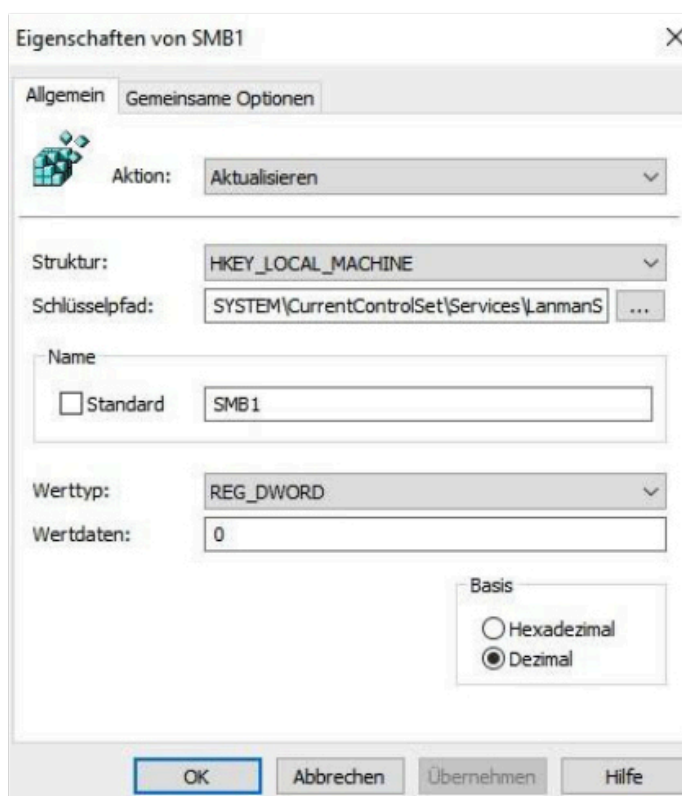 Eigenschaften von SMB1
Allgemein Gemeinsame Optionen
Aktion: Aktualisieren
Struktur: HKEY_LOCAL_MACHINE
Schlüsselpfad: SYSTEM\CurrentControlSet\Services\LanmanS ...
Name
Standard SMB1
Werttyp: REG_DWORD
Wertdaten: 0
Basis
Hexadezimal
Dezimal
OK Abbrechen Übernehmen Hilfe